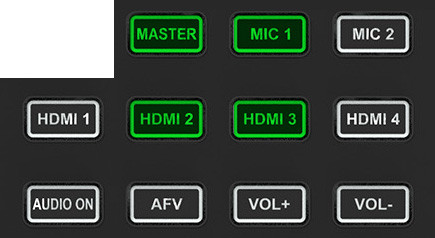 MASTER MIC 1 MIC 2
HDMI 1 HDMI 2 HDMI 3 HDMI 4
AUDIO ON AFV VOL+ VOL-